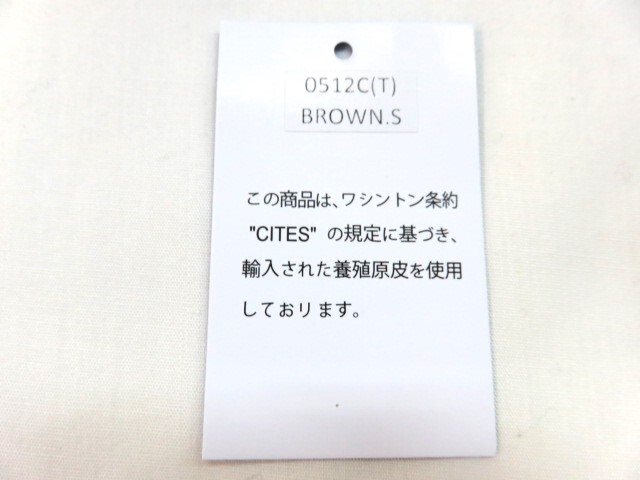 0512C(T)
BROWN.S
この商品は、ワシントン条約
"CITES" の規定に基づき、
輸入された養殖原皮を使用
しております。